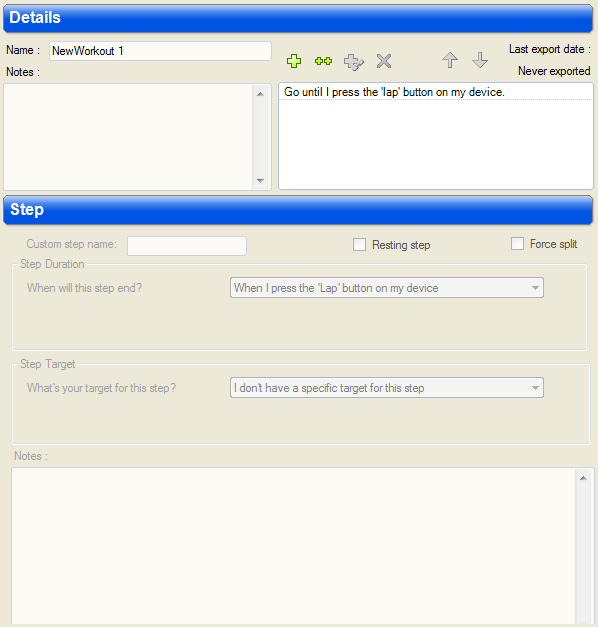 Details
Name : NewWorkout 1
Last export date :
Notes :
Never exported
Go until I press the 'lap' button on my device.
Step
Custom step name: Resting step Force split
Step Duration
When will this step end? When I press the 'Lap' button on my device
Step Target
What's your target for this step? I don't have a specific target for this step
Notes :